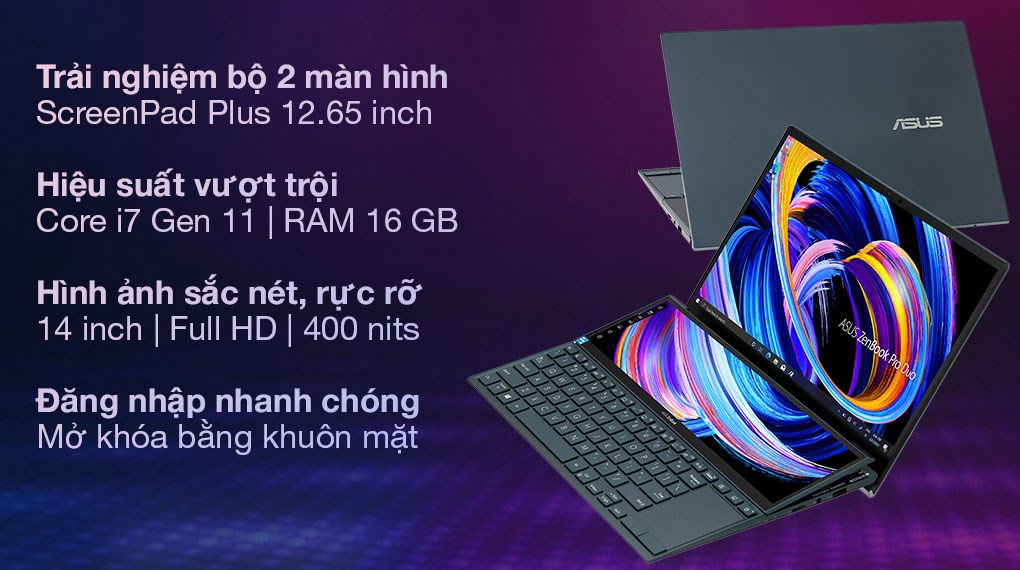 Trải nghiệm bộ 2 màn hình
ScreenPad Plus 12.65 inch
Hiệu suất vượt trội
Core i7 Gen 11 | RAM 16 GB
Hình ảnh sắc nét, rực rỡ
14 inch | Full HD | 400 nits
Đăng nhập nhanh chóng
Mở khóa bằng khuôn mặt
ASUS
ASUS ZenBook Pro Duo